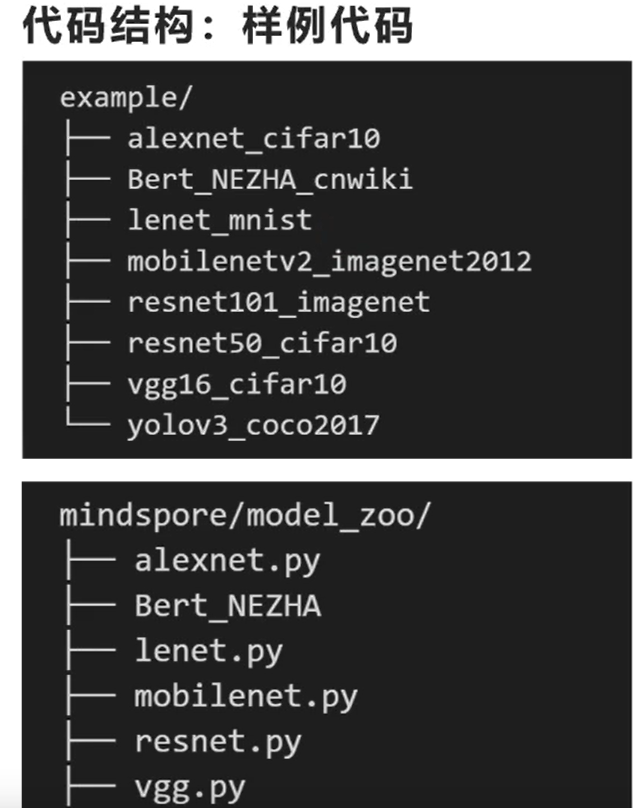 代码结构：样例代码
example/
├── alexnet_cifar10
├── Bert_NEZHA_cnwiki
├── lenet_mnist
├── mobilenetv2_imagenet2012
├── resnet101_imagenet
├── resnet50_cifar10
├── vgg16_cifar10
└── yolov3_coco2017
mindspore/model_zoo/
├── alexnet.py
├── Bert_NEZHA
├── lenet.py
├── mobilenet.py
├── resnet.py
├── vgg.py